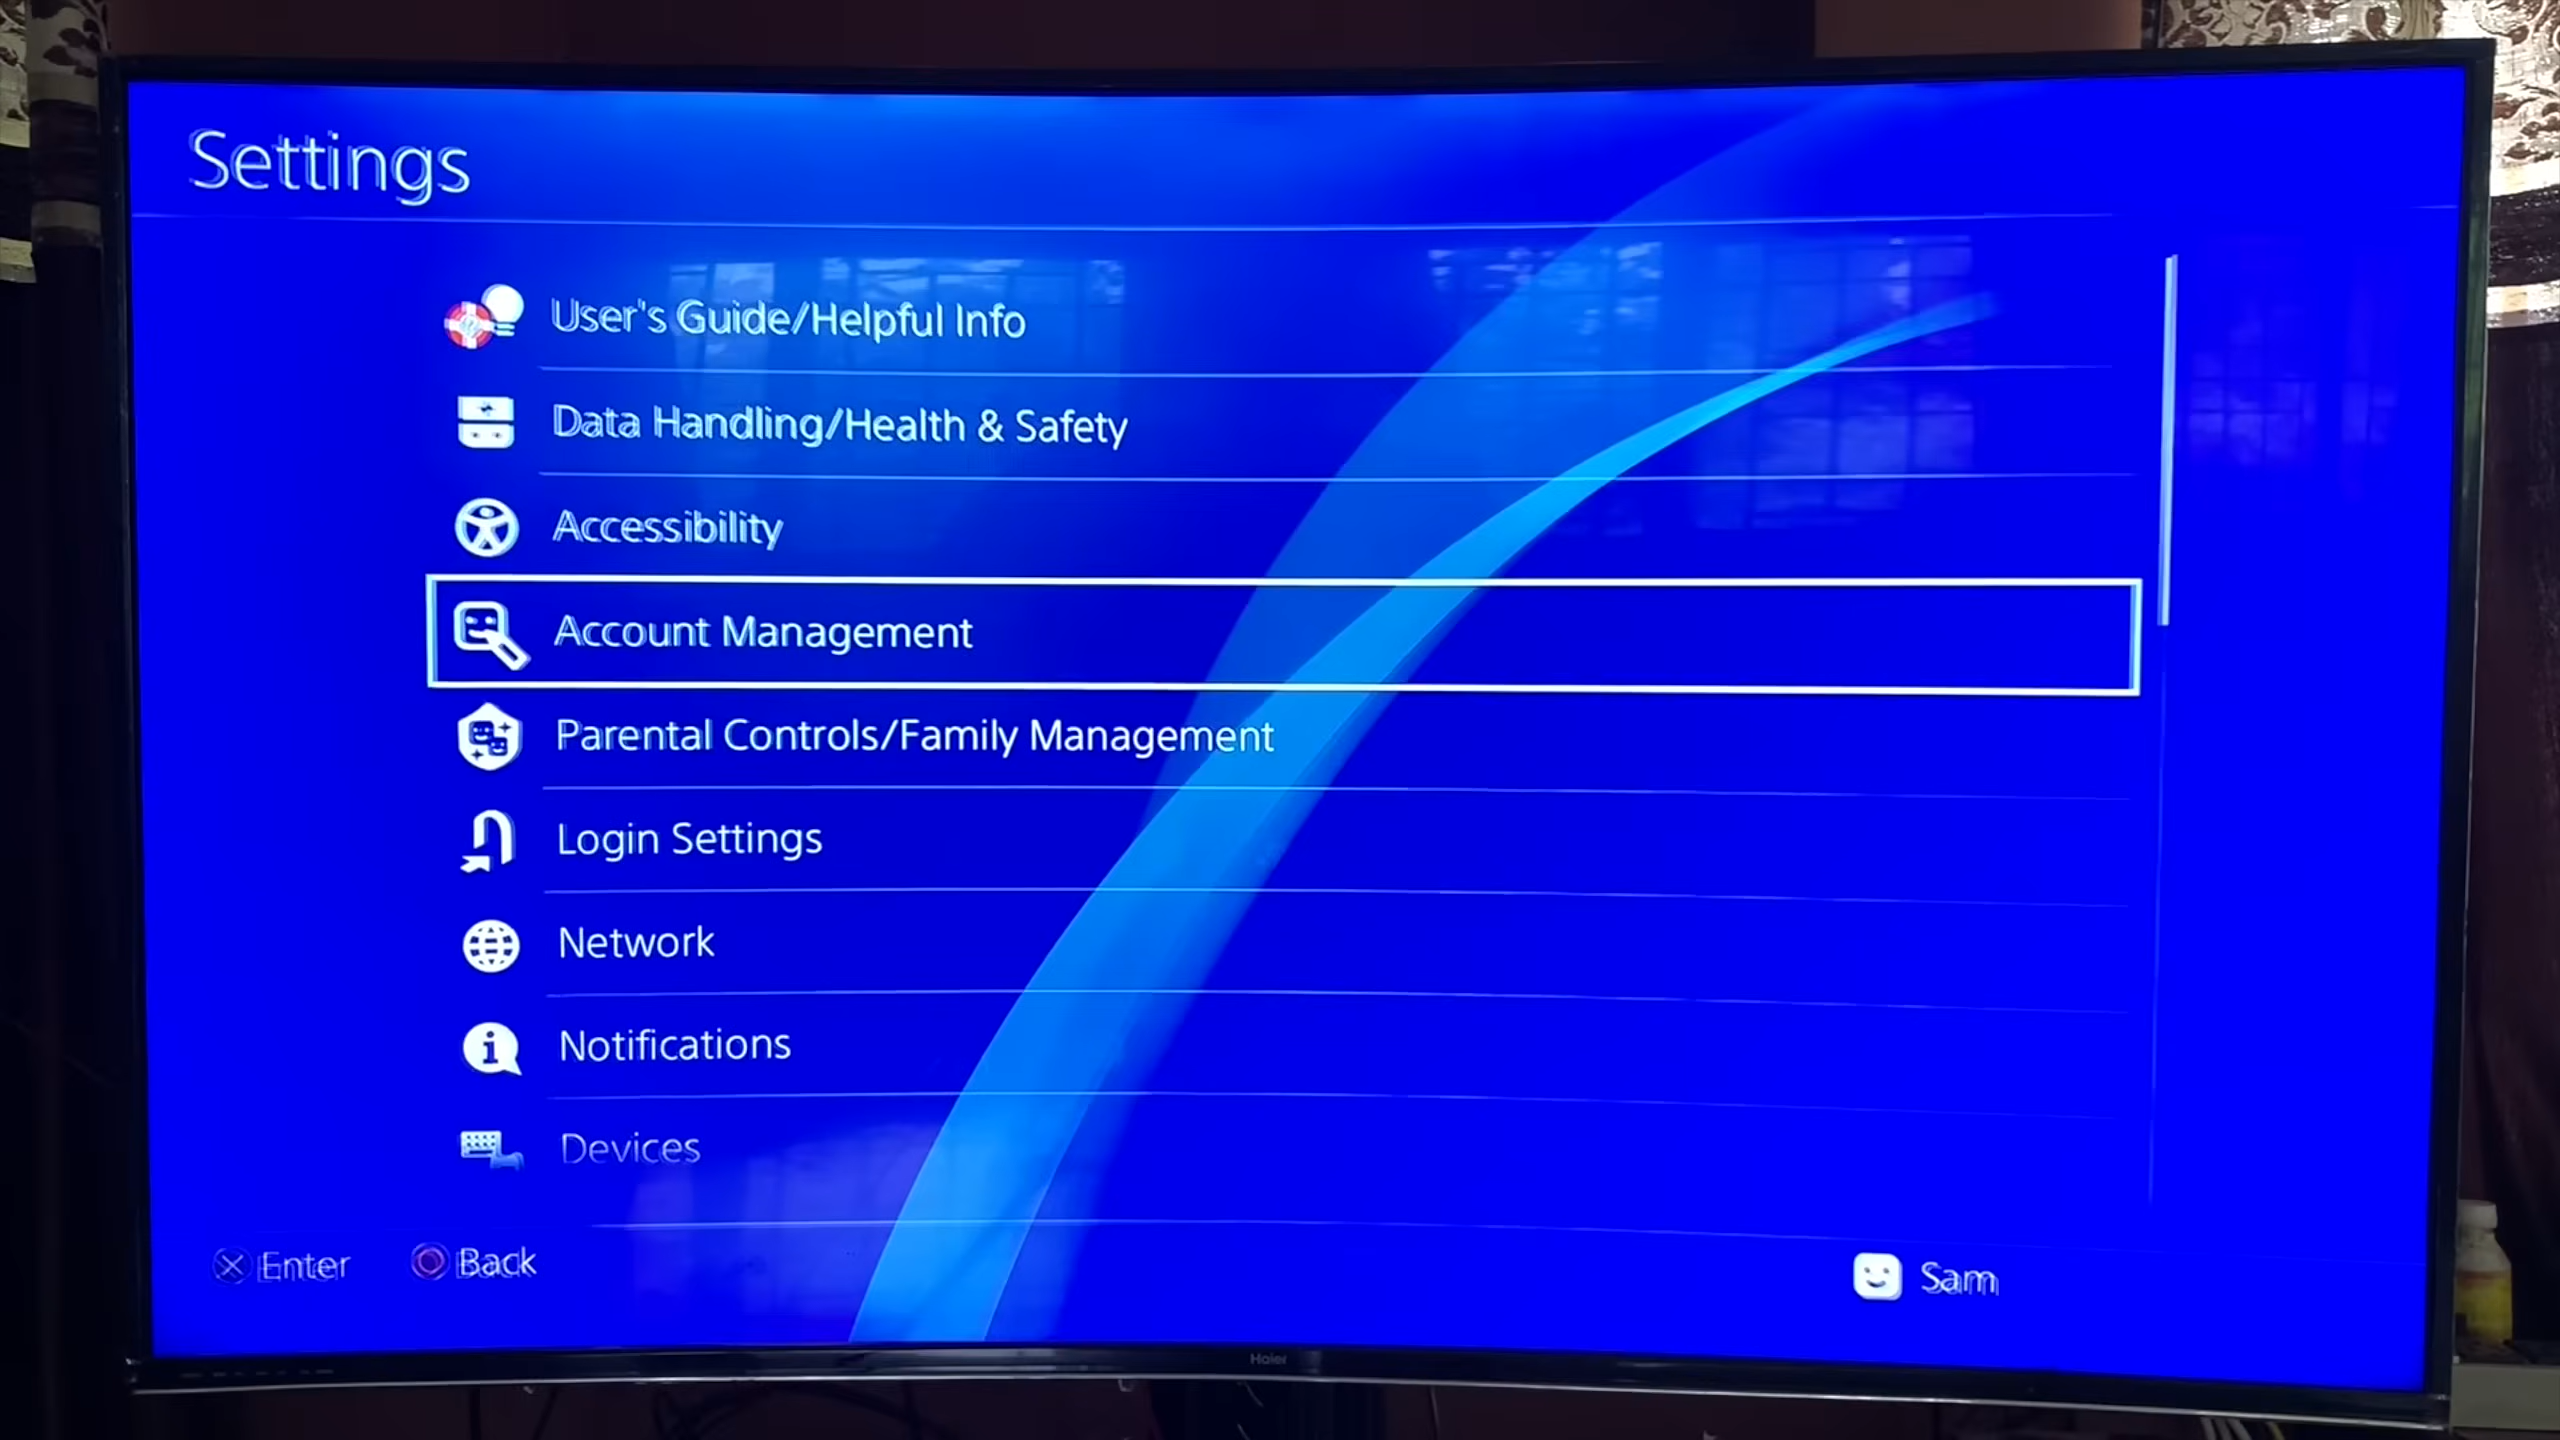 Settings
User's Guide/Helpful Info
Data Handling/Health & Safety
Accessibility
Account Management
Parental Controls/Family Management
Login Settings
Network
Notifications
Devices
Enter
Back
Sam
Haier